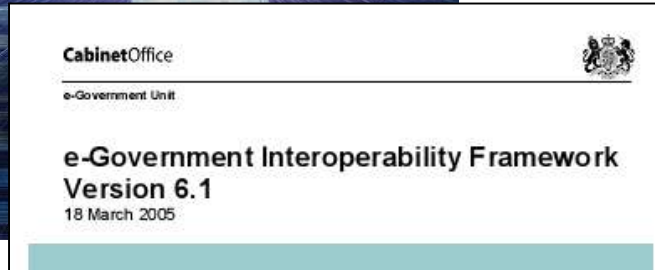 CabinetOffice
e-Government Unit
e-Government Interoperability Framework
Version 6.1
18 March 2005